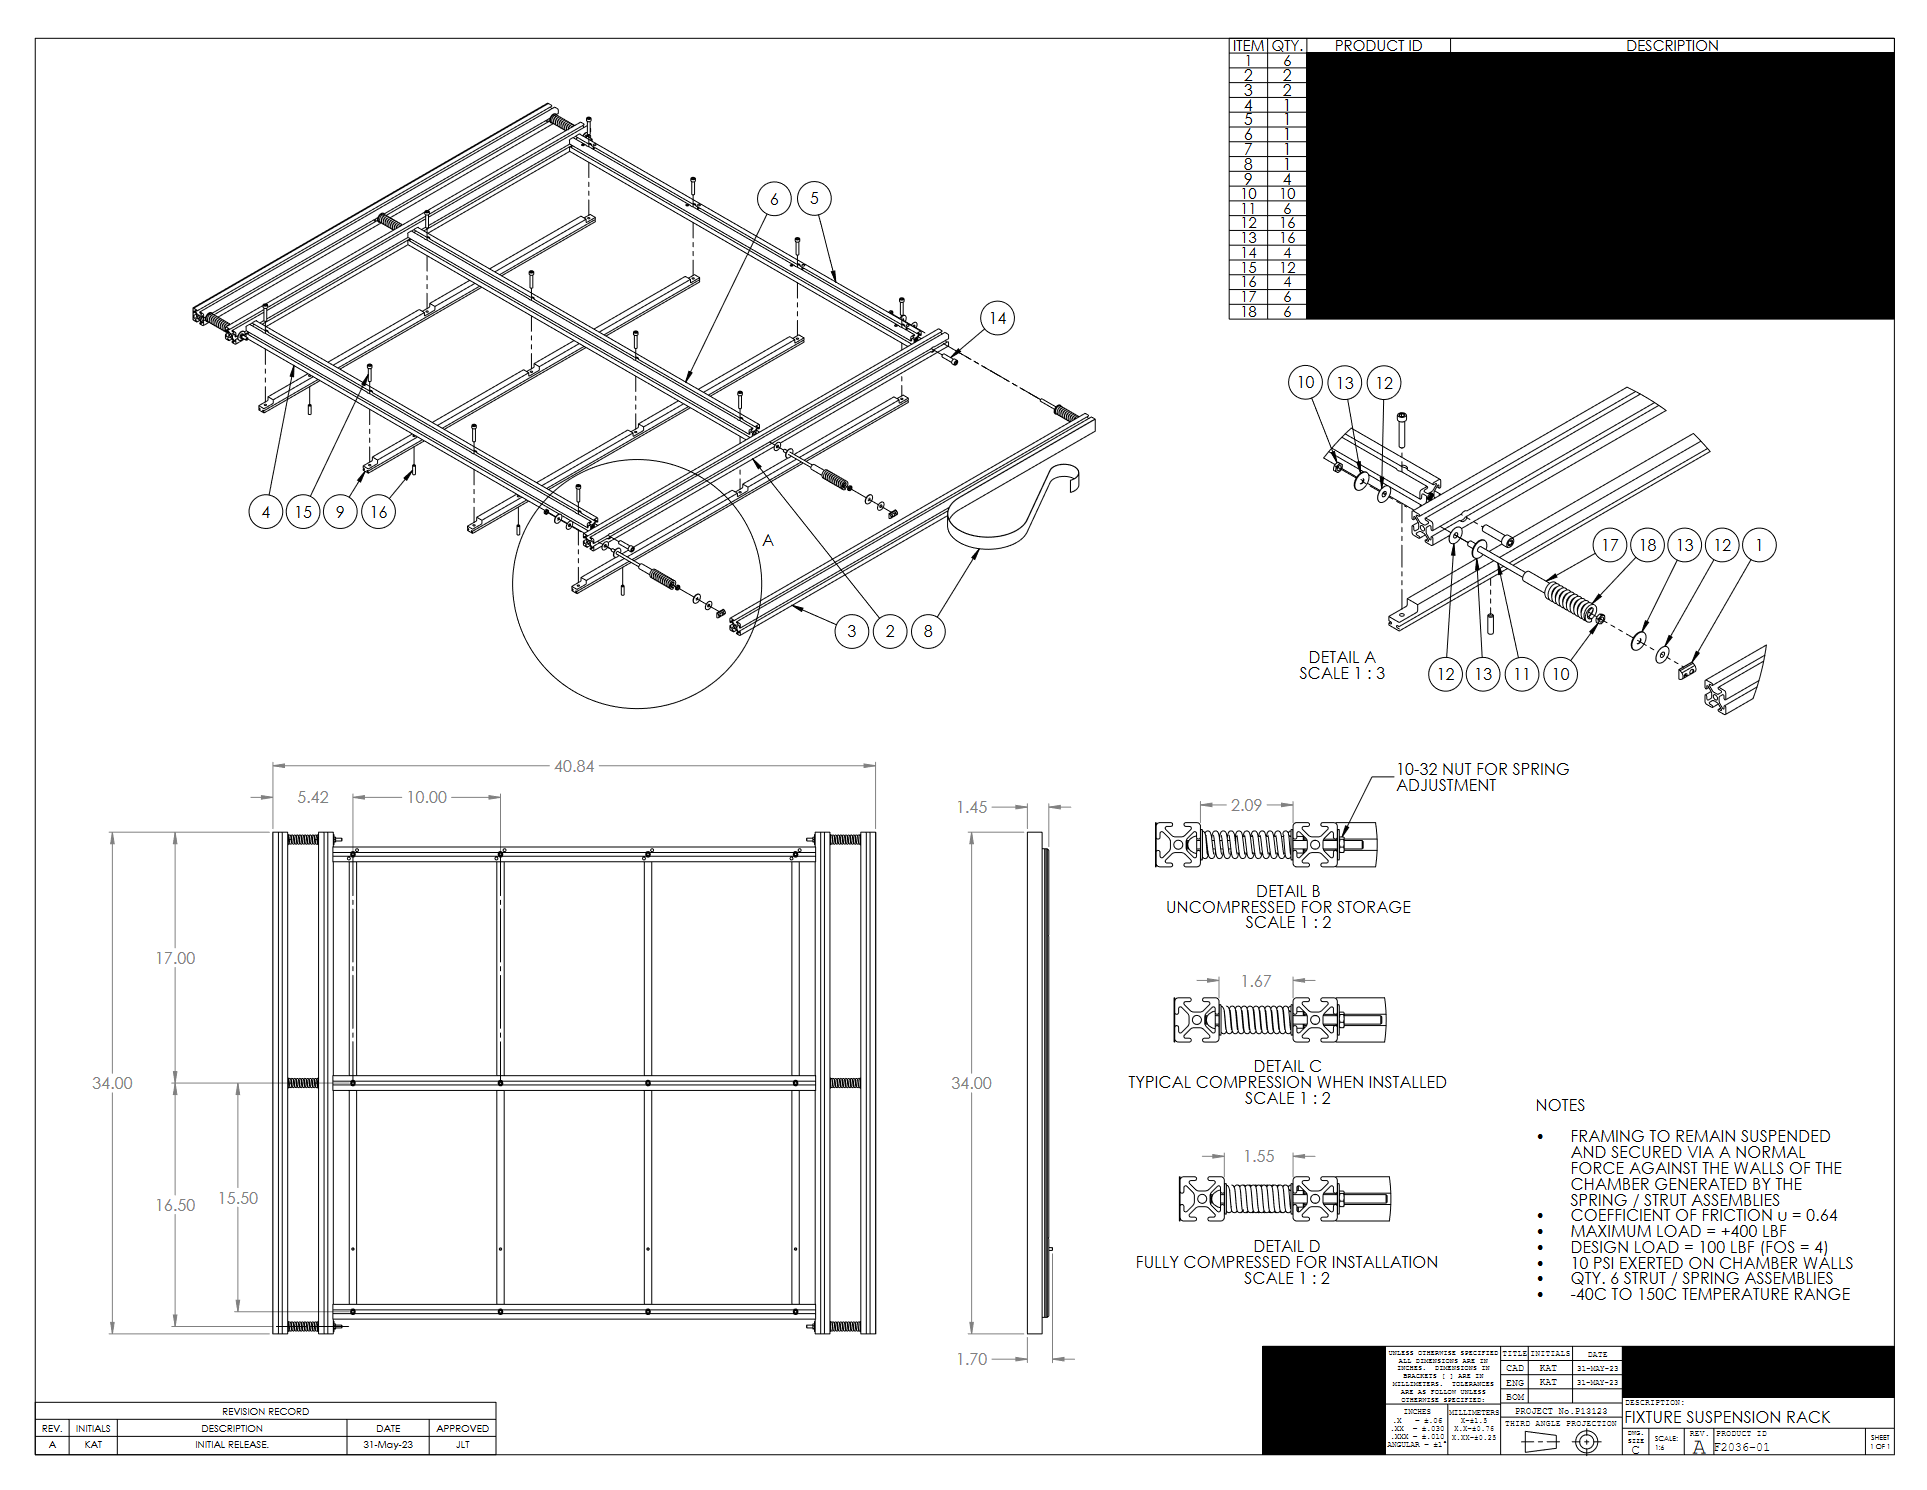 ITEM QTY. PRODUCT ID DESCRIPTION
1 6
2 2
3 2
4 1
5 1
6 1
7 1
8 1
9 4
10 10
11 6
12 16
13 16
14 4
15 12
16 4
17 6
18 6
6 5
14
4 15 9 16
A
3 2 8
10 13 12
17 18 13 12 1
12 13 11 10
DETAIL A
SCALE 1 : 3
40.84
5.42 10.00
17.00
34.00
16.50 15.50
1.45
34.00
1.70
10-32 NUT FOR SPRING
ADJUSTMENT
2.09
DETAIL B
UNCOMPRESSED FOR STORAGE
SCALE 1 : 2
1.67
DETAIL C
TYPICAL COMPRESSION WHEN INSTALLED
SCALE 1 : 2
1.55
DETAIL D
FULLY COMPRESSED FOR INSTALLATION
SCALE 1 : 2
NOTES
• FRAMING TO REMAIN SUSPENDED
AND SECURED VIA A NORMAL
FORCE AGAINST THE WALLS OF THE
CHAMBER GENERATED BY THE
SPRING / STRUT ASSEMBLIES
• COEFFICIENT OF FRICTION u = 0.64
• MAXIMUM LOAD = +400 LBF
• DESIGN LOAD = 100 LBF (FOS = 4)
• 10 PSI EXERTED ON CHAMBER WALLS
• QTY. 6 STRUT / SPRING ASSEMBLIES
• -40C TO 150C TEMPERATURE RANGE
REVISION RECORD
REV. INITIALS DESCRIPTION DATE APPROVED
A KAT INITIAL RELEASE. 31-May-23 JLT
UNLESS OTHERWISE SPECIFIED
ALL DIMENSIONS ARE IN
INCHES. DIMENSIONS IN
BRACKETS [ ] ARE IN
MILLIMETERS. TOLERANCES
ARE AS FOLLOW UNLESS
OTHERWISE SPECIFIED:
INCHES MILLIMETERS
.X - ±.06 X-±1.5
.XX - ±.030 X.X-±0.76
.XXX - ±.010 X.XX-±0.25
ANGULAR - ±1°
TITLE INITIALS DATE
CAD KAT 31-MAY-23
ENG KAT 31-MAY-23
BOM
PROJECT No.P13123
THIRD ANGLE PROJECTION
DESCRIPTION:
FIXTURE SUSPENSION RACK
DWG. SIZE C
SCALE: 1:6
REV. A
PRODUCT ID
F2036-01
SHEET
1 OF 1